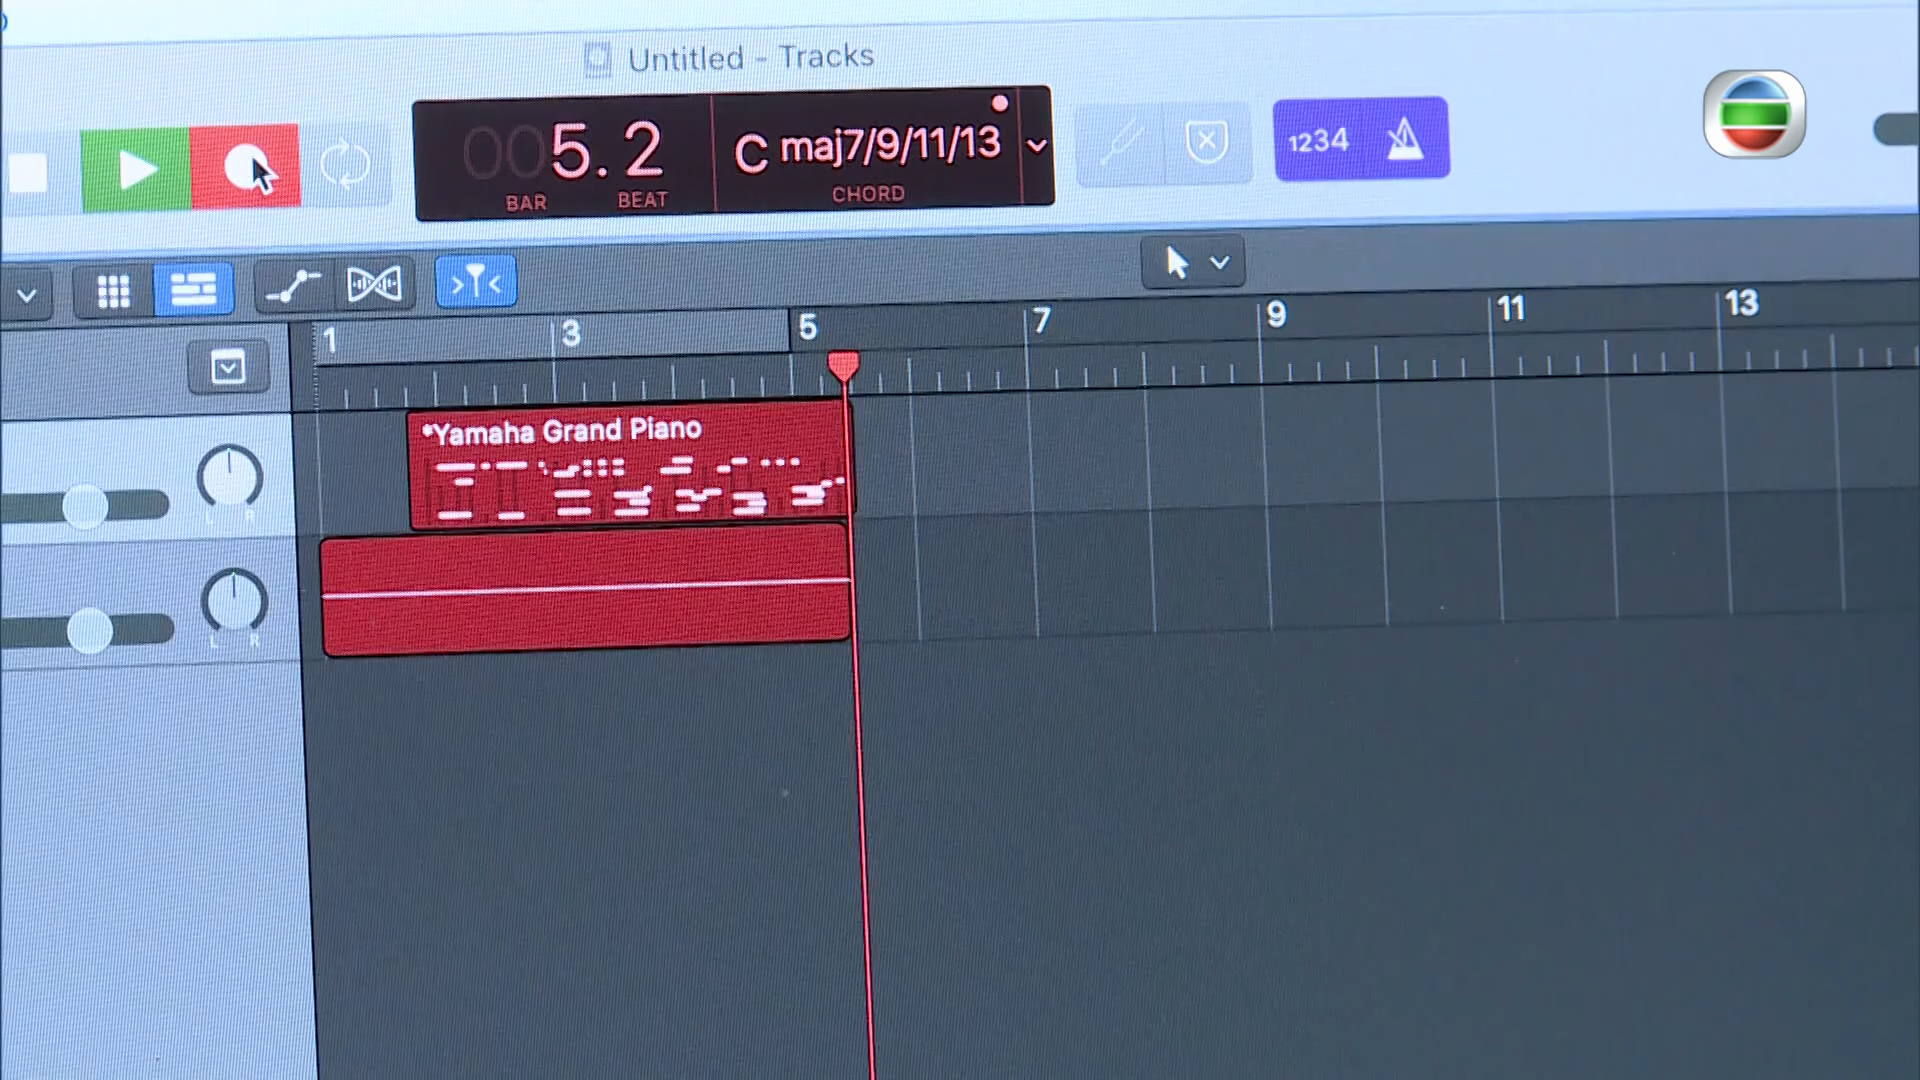 Untitled - Tracks
005.2
BAR BEAT
C maj7/9/11/13
CHORD
1234
1 3 5 7 9 11 13
*Yamaha Grand Piano
L R
L R